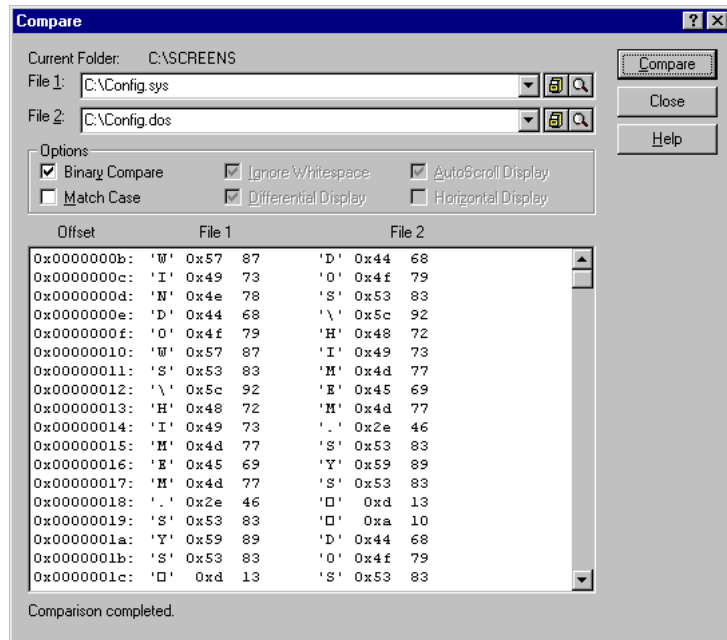 Compare
Current Folder: C:\SCREENS
File 1: C:\Config.sys
File 2: C:\Config.dos
Compare
Close
Help
Options
Binary Compare Ignore Whitespace AutoScroll Display
Match Case Differential Display Horizontal Display
Offset File 1 File 2
0x0000000b: 'W' 0x57 87 'D' 0x44 68
0x0000000c: 'I' 0x49 73 'O' 0x4f 79
0x0000000d: 'N' 0x4e 78 'S' 0x53 83
0x0000000e: 'D' 0x44 68 '\' 0x5c 92
0x0000000f: 'O' 0x4f 79 'H' 0x48 72
0x00000010: 'W' 0x57 87 'I' 0x49 73
0x00000011: 'S' 0x53 83 'M' 0x4d 77
0x00000012: '\' 0x5c 92 'E' 0x45 69
0x00000013: 'H' 0x48 72 'M' 0x4d 77
0x00000014: 'I' 0x49 73 '.' 0x2e 46
0x00000015: 'M' 0x4d 77 'S' 0x53 83
0x00000016: 'E' 0x45 69 'Y' 0x59 89
0x00000017: 'M' 0x4d 77 'S' 0x53 83
0x00000018: '.' 0x2e 46 '□' 0xd 13
0x00000019: 'S' 0x53 83 '□' 0xa 10
0x0000001a: 'Y' 0x59 89 'D' 0x44 68
0x0000001b: 'S' 0x53 83 'O' 0x4f 79
0x0000001c: '□' 0xd 13 'S' 0x53 83
Comparison completed.